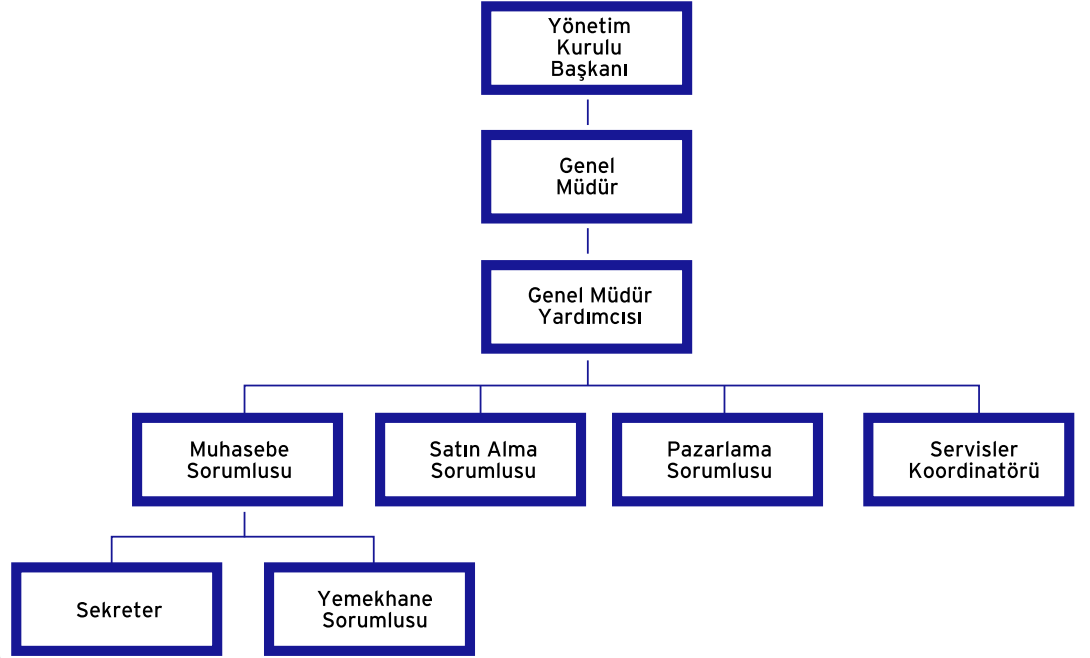 Yönetim
Kurulu
Başkanı
Genel
Müdür
Genel Müdür
Yardımcısı
Muhasebe
Sorumlusu
Satın Alma
Sorumlusu
Pazarlama
Sorumlusu
Servisler
Koordinatörü
Sekreter
Yemekhane
Sorumlusu